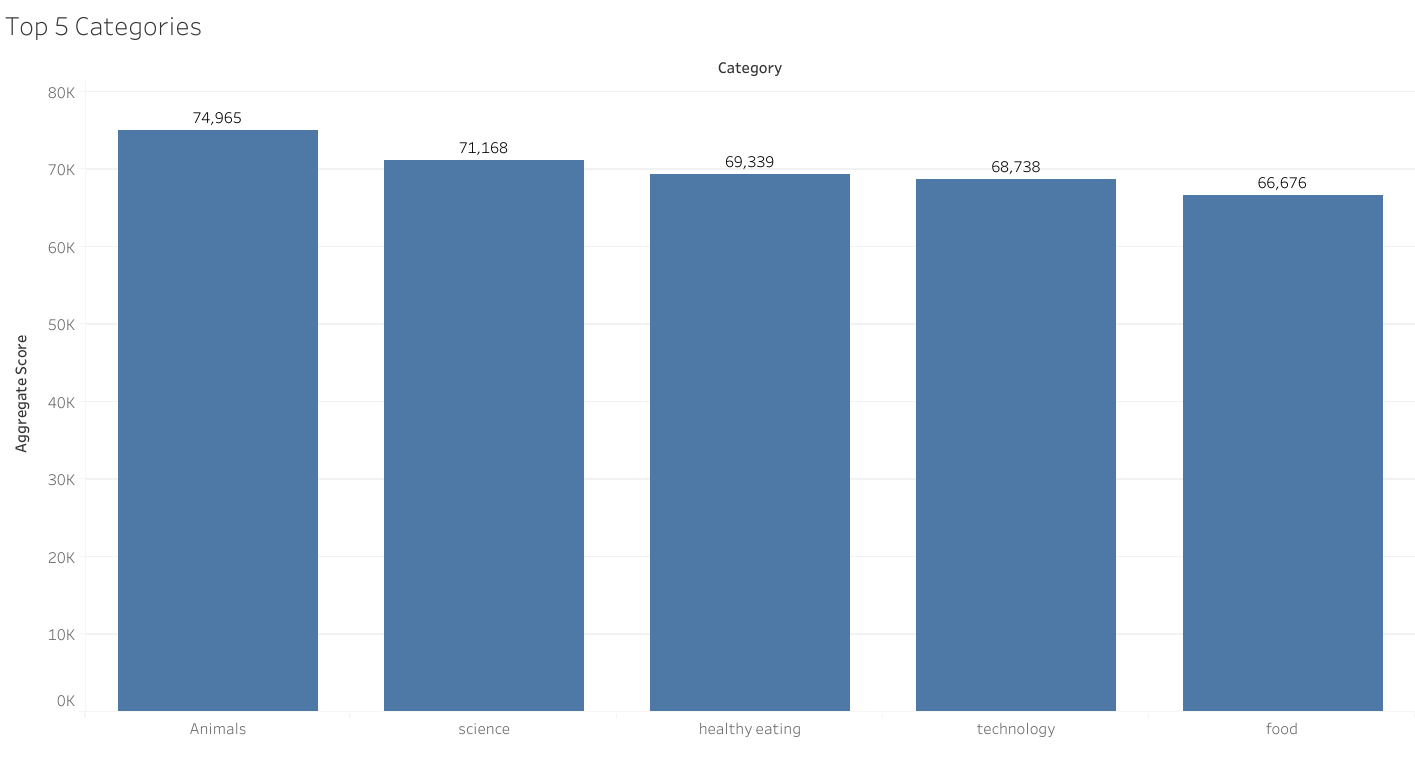 Top 5 Categories
Category
80K
70K
60K
50K
40K
30K
20K
10K
0K
Aggregate Score
74,965
71,168
69,339
68,738
66,676
Animals
science
healthy eating
technology
food